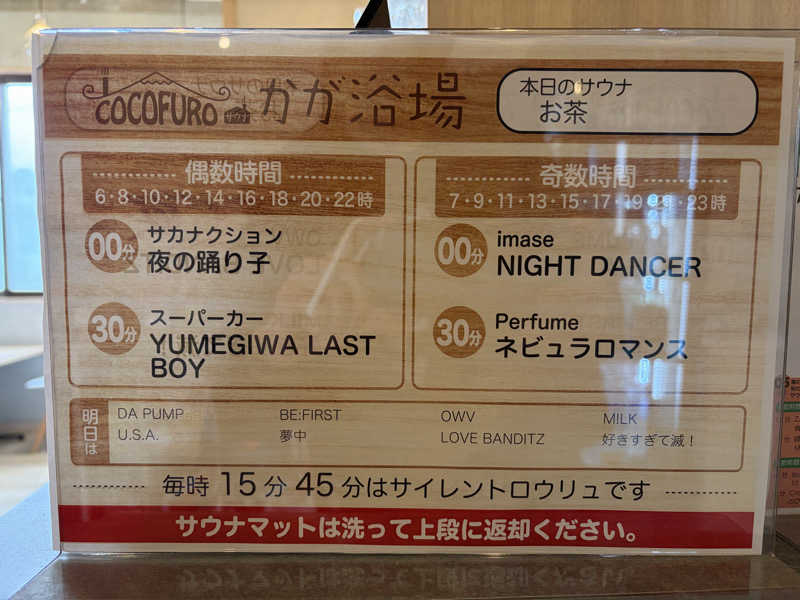 COCOFURO サウナ かが浴場
本日のサウナ
お茶
偶数時間
6・8・10・12・14・16・18・20・22時
00分
サカナクション
夜の踊り子
30分
スーパーカー
YUMEGIWA LAST
BOY
奇数時間
7・9・11・13・15・17・19・21・23時
00分
imase
NIGHT DANCER
30分
Perfume
ネビュラロマンス
明日は
DA PUMP
U.S.A.
BE:FIRST
夢中
OWV
LOVE BANDITZ
M!LK
好きすぎて滅！
毎時 15分 45分はサイレントロウリュです
サウナマットは洗って上段に返却ください。